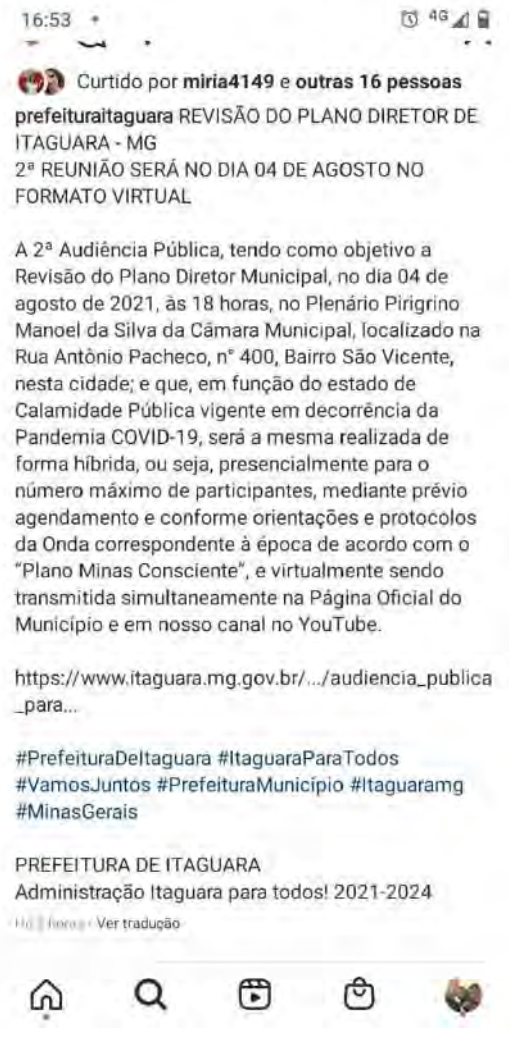 16:53
4G
Curtido por miria4149 e outras 16 pessoas
prefeituraitaguara REVISÃO DO PLANO DIRETOR DE
ITAGUARA - MG
2ª REUNIÃO SERÁ NO DIA 04 DE AGOSTO NO
FORMATO VIRTUAL
A 2ª Audiência Pública, tendo como objetivo a
Revisão do Plano Diretor Municipal, no dia 04 de
agosto de 2021, às 18 horas, no Plenário Pirigrino
Manoel da Silva da Câmara Municipal, localizado na
Rua Antônio Pacheco, n° 400, Bairro São Vicente,
nesta cidade; e que, em função do estado de
Calamidade Pública vigente em decorrência da
Pandemia COVID-19, será a mesma realizada de
forma híbrida, ou seja, presencialmente para o
número máximo de participantes, mediante prévio
agendamento e conforme orientações e protocolos
da Onda correspondente à época de acordo com o
“Plano Minas Consciente”, e virtualmente sendo
transmitida simultaneamente na Página Oficial do
Município e em nosso canal no YouTube.
https://www.itaguara.mg.gov.br/.../audiencia_publica
_para...
#PrefeituraDeItaguara #ItaguaraParaTodos
#VamosJuntos #PrefeituraMunicípio #Itaguaramg
#MinasGerais
PREFEITURA DE ITAGUARA
Administração Itaguara para todos! 2021-2024
Há horas · Ver tradução